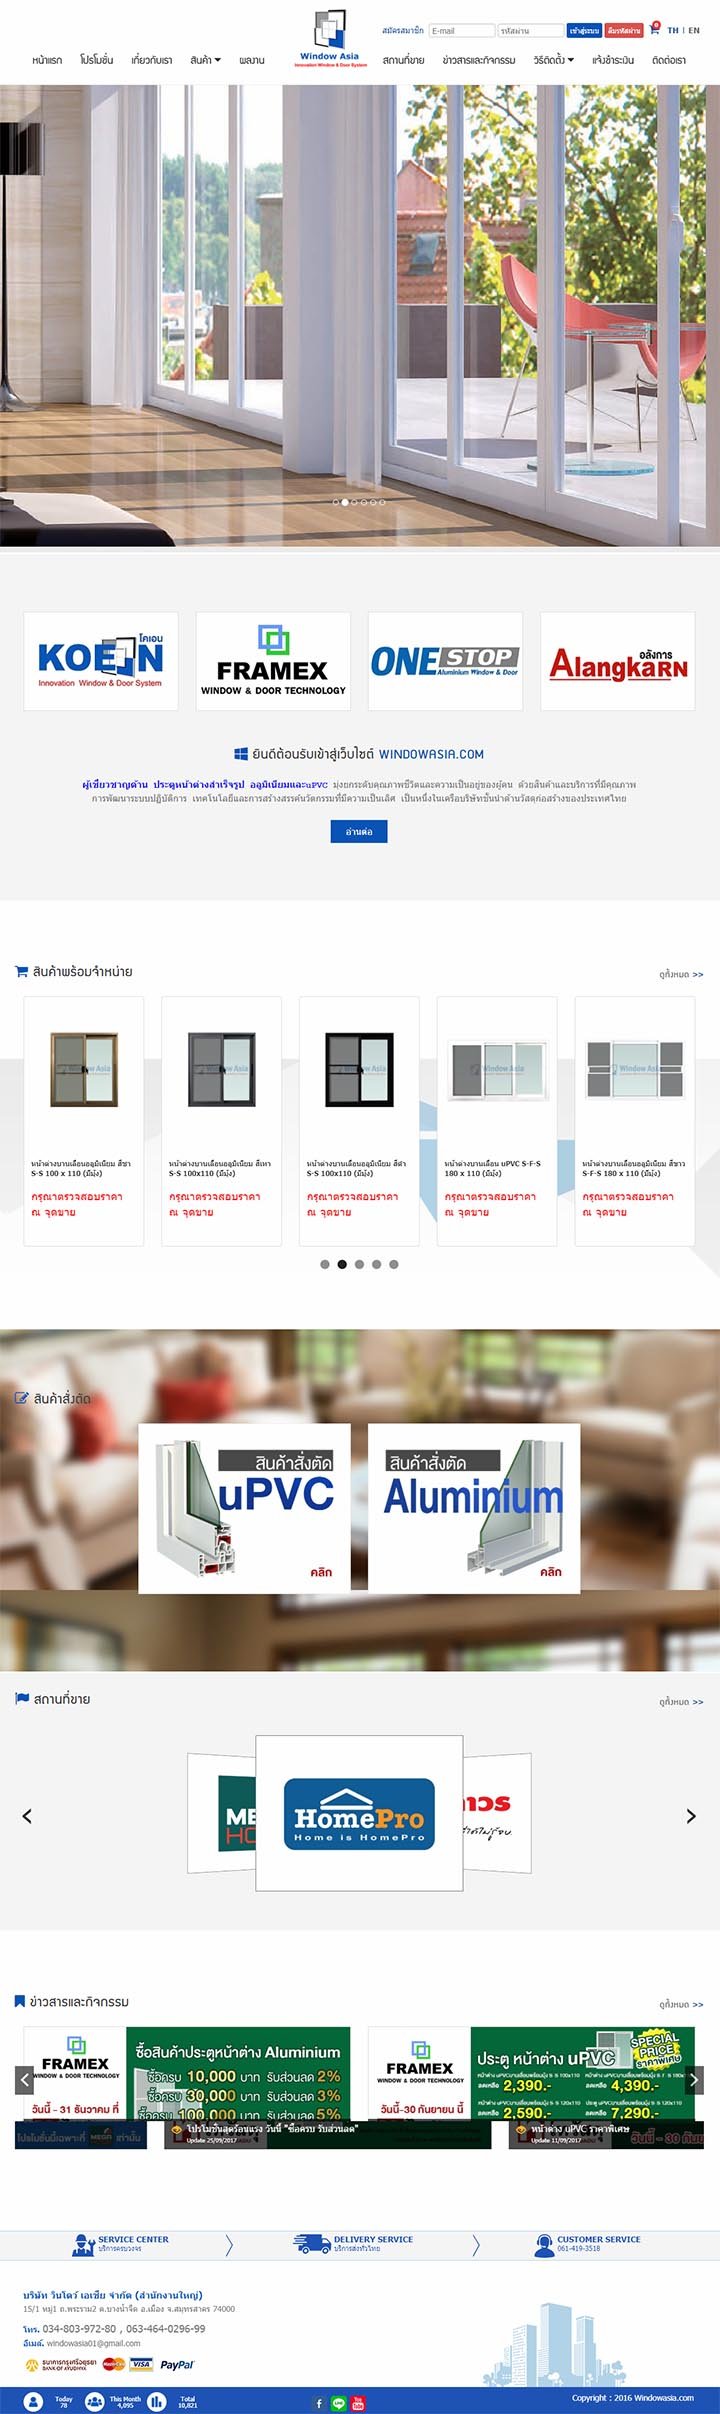 สมัครสมาชิก E-mail รหัสผ่าน เข้าสู่ระบบ ลืมรหัสผ่าน 0 TH | EN
Window Asia
Innovation Window & Door System
หน้าแรก โปรโมชั่น เกี่ยวกับเรา สินค้า ผลงาน สถานที่ขาย ข่าวสารและกิจกรรม วิธีติดตั้ง แจ้งชำระเงิน ติดต่อเรา
โคเอน
KOEN
Innovation Window & Door System
FRAMEX
WINDOW & DOOR TECHNOLOGY
ONE STOP
Aluminium Window & Door
อลังการ
AlangkaRN
ยินดีต้อนรับเข้าสู่เว็บไซต์ WINDOWASIA.COM
ผู้เชี่ยวชาญด้าน ประตูหน้าต่างสำเร็จรูป อลูมิเนียมและuPVC มุ่งยกระดับคุณภาพชีวิตและความเป็นอยู่ของผู้คน ด้วยสินค้าและบริการที่มีคุณภาพ
การพัฒนาระบบปฏิบัติการ เทคโนโลยีและการสร้างสรรค์นวัตกรรมที่มีความเป็นเลิศ เป็นหนึ่งในเครือบริษัทชั้นนำด้านวัสดุก่อสร้างของประเทศไทย
อ่านต่อ
สินค้าพร้อมจำหน่าย
ดูทั้งหมด >>
Window Asia Window Asia Window Asia Window Asia Window Asia
หน้าต่างบานเลื่อนอลูมิเนียม สีชา
S-S 100 x 110 (มีมุ้ง)
กรุณาตรวจสอบราคา
ณ จุดขาย
หน้าต่างบานเลื่อนอลูมิเนียม สีเทา
S-S 100x110 (มีมุ้ง)
กรุณาตรวจสอบราคา
ณ จุดขาย
หน้าต่างบานเลื่อนอลูมิเนียม สีดำ
S-S 100x110 (มีมุ้ง)
กรุณาตรวจสอบราคา
ณ จุดขาย
หน้าต่างบานเลื่อน uPVC S-F-S
180 x 110 (มีมุ้ง)
กรุณาตรวจสอบราคา
ณ จุดขาย
หน้าต่างบานเลื่อนอลูมิเนียม สีขาว
S-F-S 180 x 110 (มีมุ้ง)
กรุณาตรวจสอบราคา
ณ จุดขาย
สินค้าสั่งตัด
สินค้าสั่งตัด
uPVC
คลิก
สินค้าสั่งตัด
Aluminium
คลิก
สถานที่ขาย
ดูทั้งหมด >>
ME
HO
HomePro
Home is HomePro
าวร
ข่าวสารและกิจกรรม
ดูทั้งหมด >>
FRAMEX
WINDOW & DOOR TECHNOLOGY
วันนี้ - 31 ธันวาคม ที่
ซื้อสินค้าประตูหน้าต่าง Aluminium
ซื้อครบ 10,000 บาท รับส่วนลด 2%
ซื้อครบ 30,000 บาท รับส่วนลด 3%
ซื้อครบ 100,000 บาท รับส่วนลด 5%
FRAMEX
WINDOW & DOOR TECHNOLOGY
วันนี้-30 กันยายน นี้
SPECIAL PRICE
ราคาพิเศษ
ประตู หน้าต่าง uPVC
ลดเหลือ 2,390.- ลดเหลือ 4,390.-
ลดเหลือ 2,590.- ลดเหลือ 7,290.-
โปรโมชั่นนี้เฉพาะที่ MEGA เท่านั้น
โปรโมชั่นสุดร้อนแรง วันนี้ "ซื้อครบ รับส่วนลด"
Update 25/09/2017
หน้าต่าง uPVC ราคาพิเศษ
Update 11/09/2017
SERVICE CENTER
บริการครบวงจร
DELIVERY SERVICE
บริการส่งทั่วไทย
CUSTOMER SERVICE
061-419-3518
บริษัท วินโดว์ เอเชีย จำกัด (สำนักงานใหญ่)
15/1 หมู่1 ถ.พระราม2 ต.บางน้ำจืด อ.เมือง จ.สมุทรสาคร 74000
โทร. 034-803-972-80 , 063-464-0296-99
อีเมล์. windowasia01@gmail.com
ธนาคารกรุงศรีอยุธยา
BANK OF AYUDHYA
MasterCard VISA PayPal
Today
78
This Month
4,095
Total
10,821
Copyright : 2016 Windowasia.com